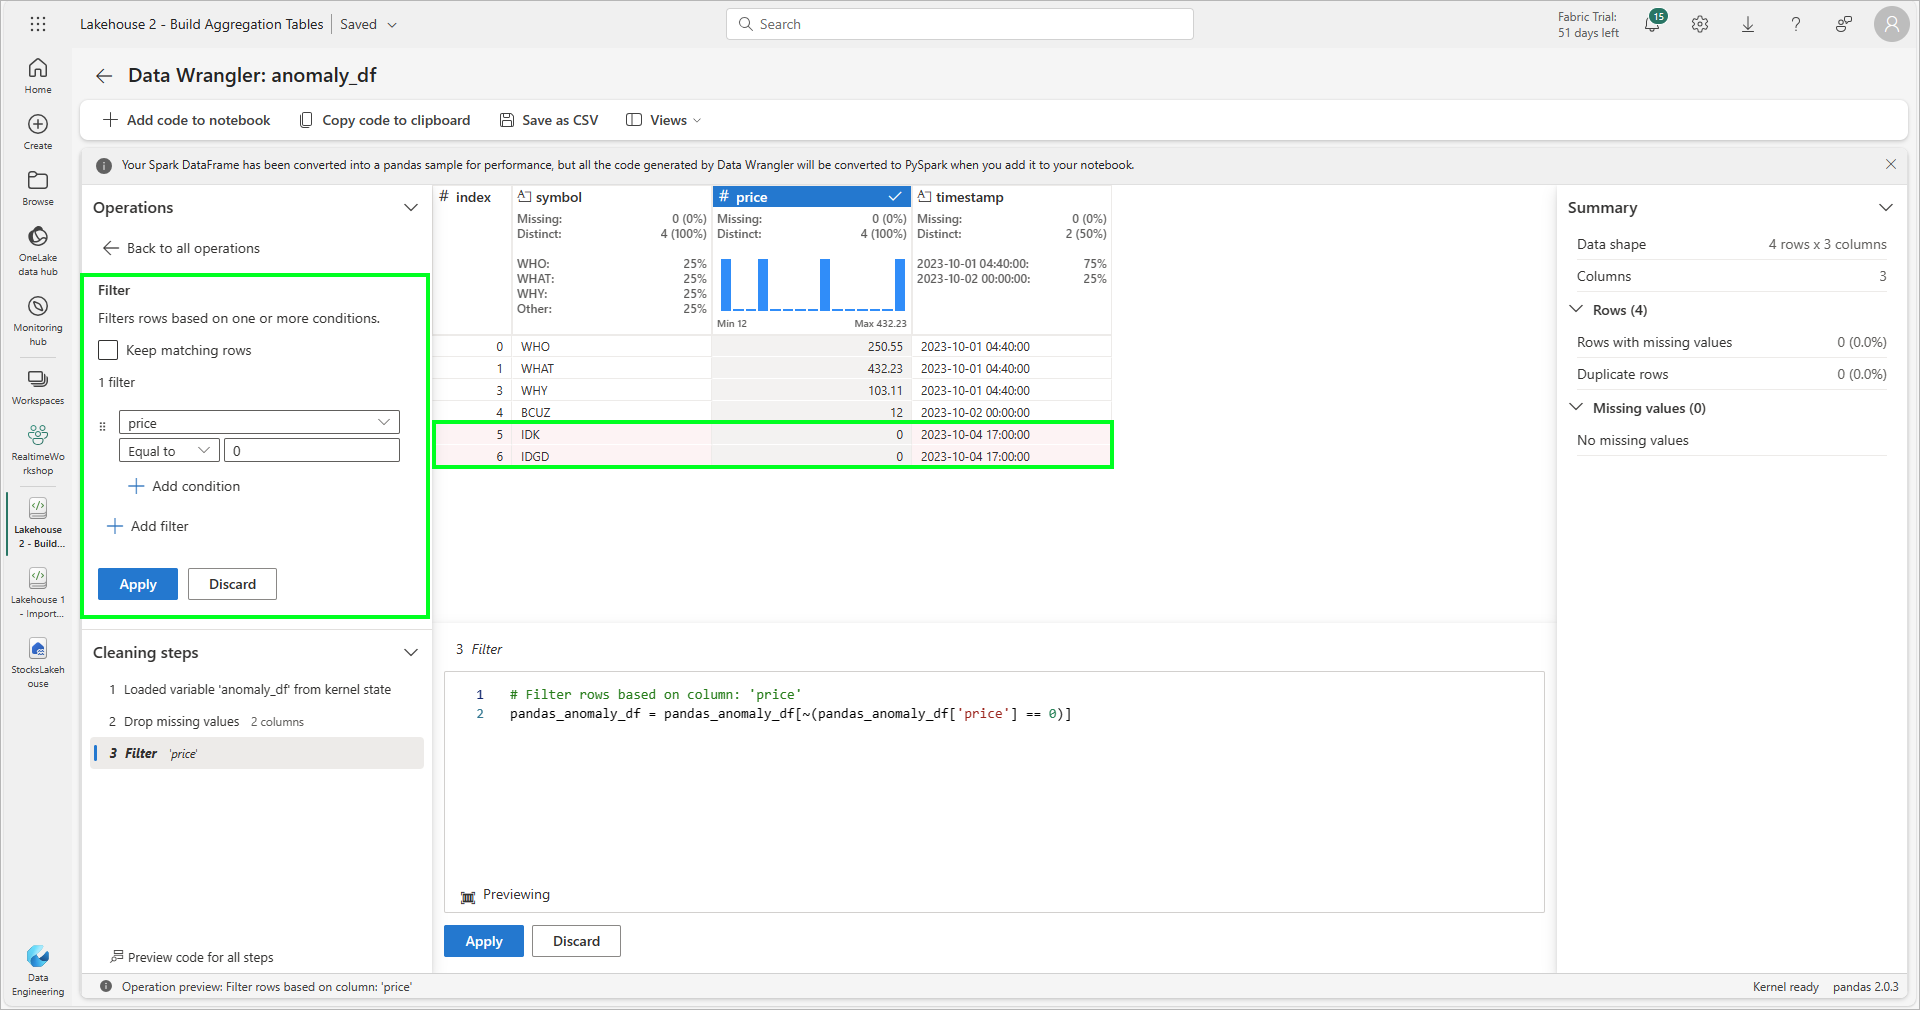 Lakehouse 2 - Build Aggregation Tables | Saved
Search
Fabric Trial:
51 days left
15
Home
Create
Browse
OneLake
data hub
Monitoring
hub
Workspaces
RealtimeWo
rkshop
Lakehouse
2 - Build...
Lakehouse 1
- Import...
StocksLakeh
ouse
Data
Engineering
Data Wrangler: anomaly_df
Add code to notebook
Copy code to clipboard
Save as CSV
Views
Your Spark DataFrame has been converted into a pandas sample for performance, but all the code generated by Data Wrangler will be converted to PySpark when you add it to your notebook.
Operations
Back to all operations
Filter
Filters rows based on one or more conditions.
Keep matching rows
1 filter
price
Equal to 0
Add condition
Add filter
Apply Discard
Cleaning steps
1 Loaded variable 'anomaly_df' from kernel state
2 Drop missing values 2 columns
3 Filter 'price'
Preview code for all steps
# index symbol # price timestamp
Missing: 0 (0%) Missing: 0 (0%) Missing: 0 (0%)
Distinct: 4 (100%) Distinct: 4 (100%) Distinct: 2 (50%)
WHO: 25% 2023-10-01 04:40:00: 75%
WHAT: 25% 2023-10-02 00:00:00: 25%
WHY: 25%
Other: 25%
Min 12 Max 432.23
0 WHO 250.55 2023-10-01 04:40:00
1 WHAT 432.23 2023-10-01 04:40:00
3 WHY 103.11 2023-10-01 04:40:00
4 BCUZ 12 2023-10-02 00:00:00
5 IDK 0 2023-10-04 17:00:00
6 IDGD 0 2023-10-04 17:00:00
3 Filter
1 # Filter rows based on column: 'price'
2 pandas_anomaly_df = pandas_anomaly_df[~(pandas_anomaly_df['price'] == 0)]
Previewing
Apply Discard
Summary
Data shape 4 rows x 3 columns
Columns 3
Rows (4)
Rows with missing values 0 (0.0%)
Duplicate rows 0 (0.0%)
Missing values (0)
No missing values
Operation preview: Filter rows based on column: 'price'
Kernel ready pandas 2.0.3